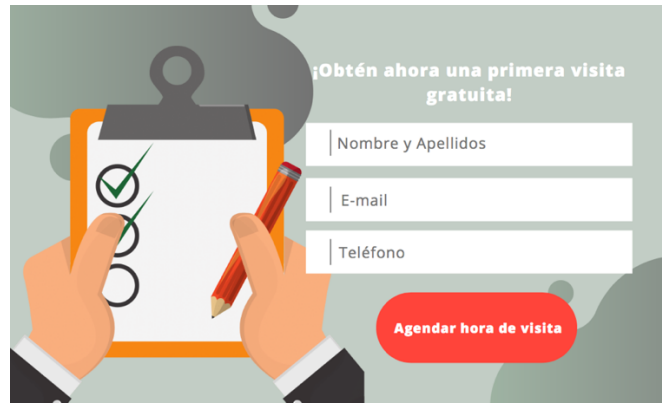 ¡Obtén ahora una primera visita
gratuita!
Nombre y Apellidos
E-mail
Teléfono
Agendar hora de visita